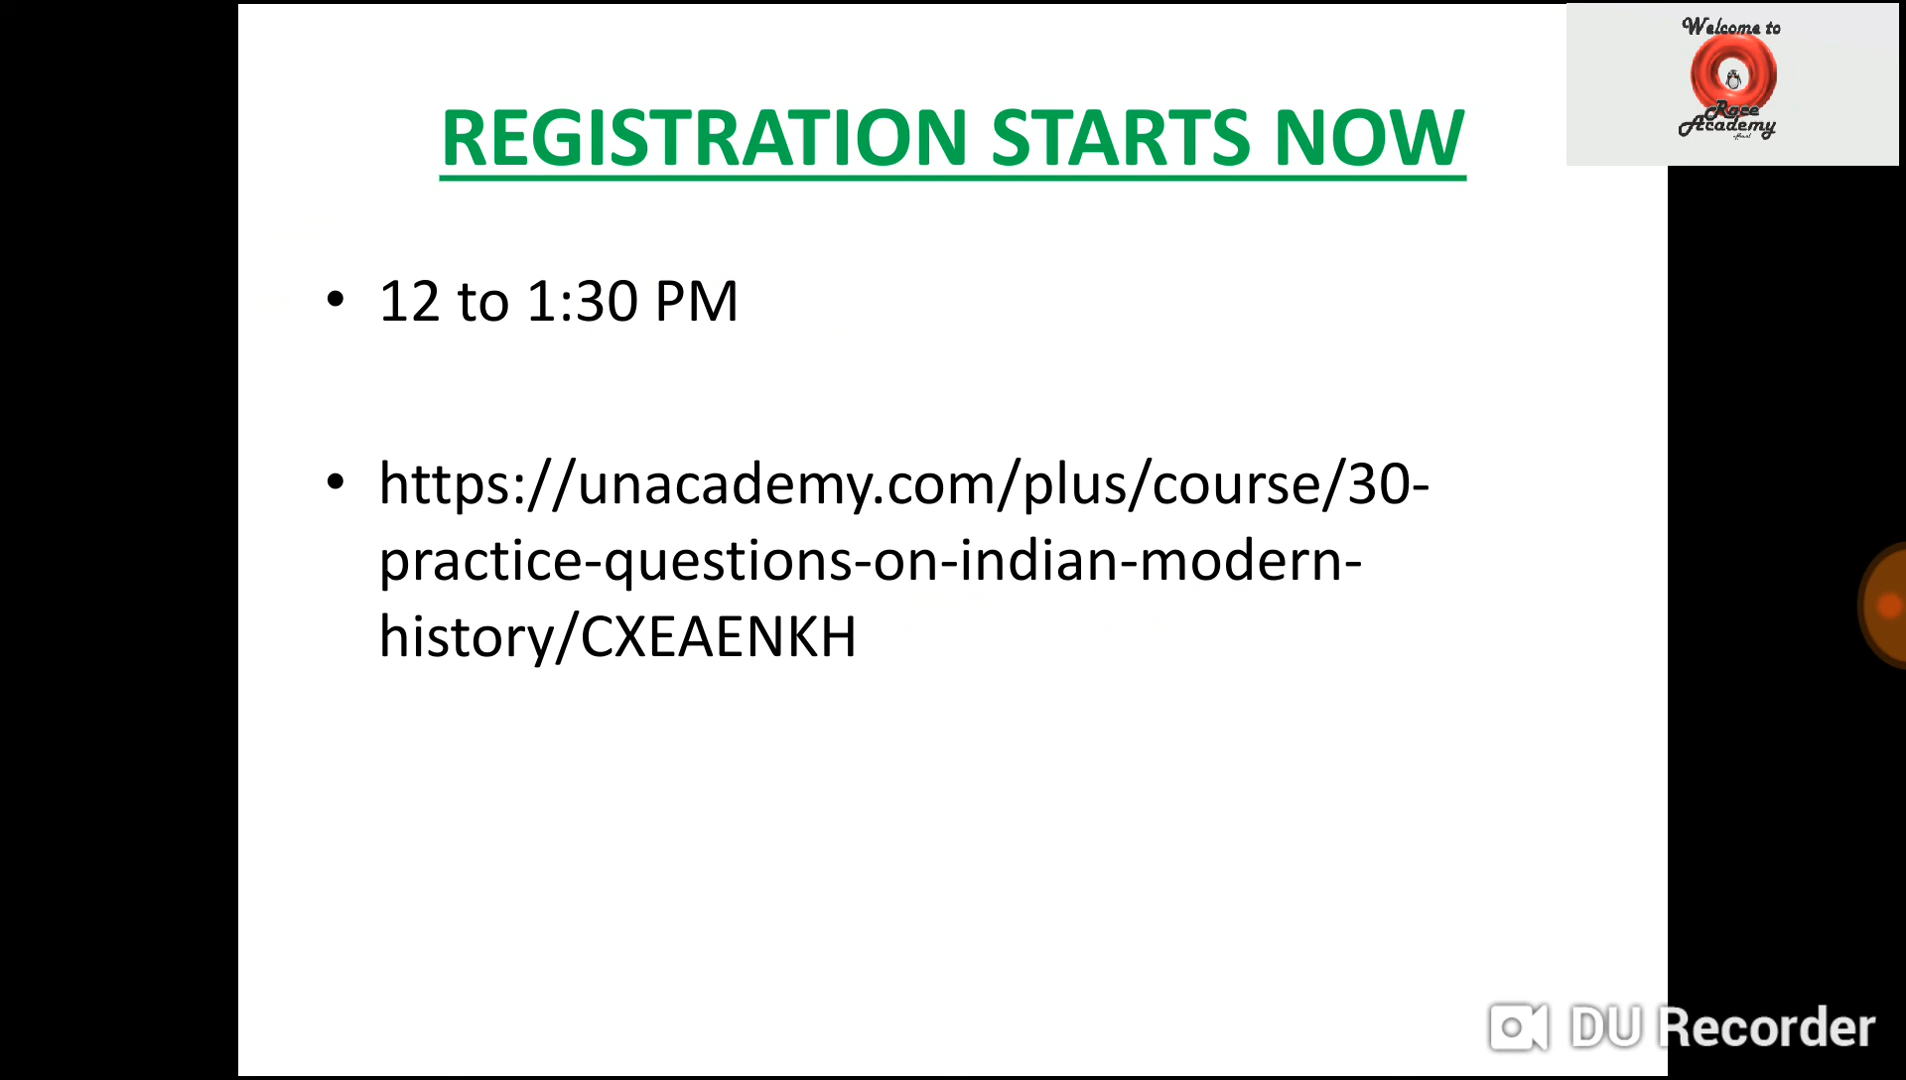 Welcome to
Race
Academy
REGISTRATION STARTS NOW
• 12 to 1:30 PM
• https://unacademy.com/plus/course/30-
practice-questions-on-indian-modern-
history/CXEAENKH
DU Recorder